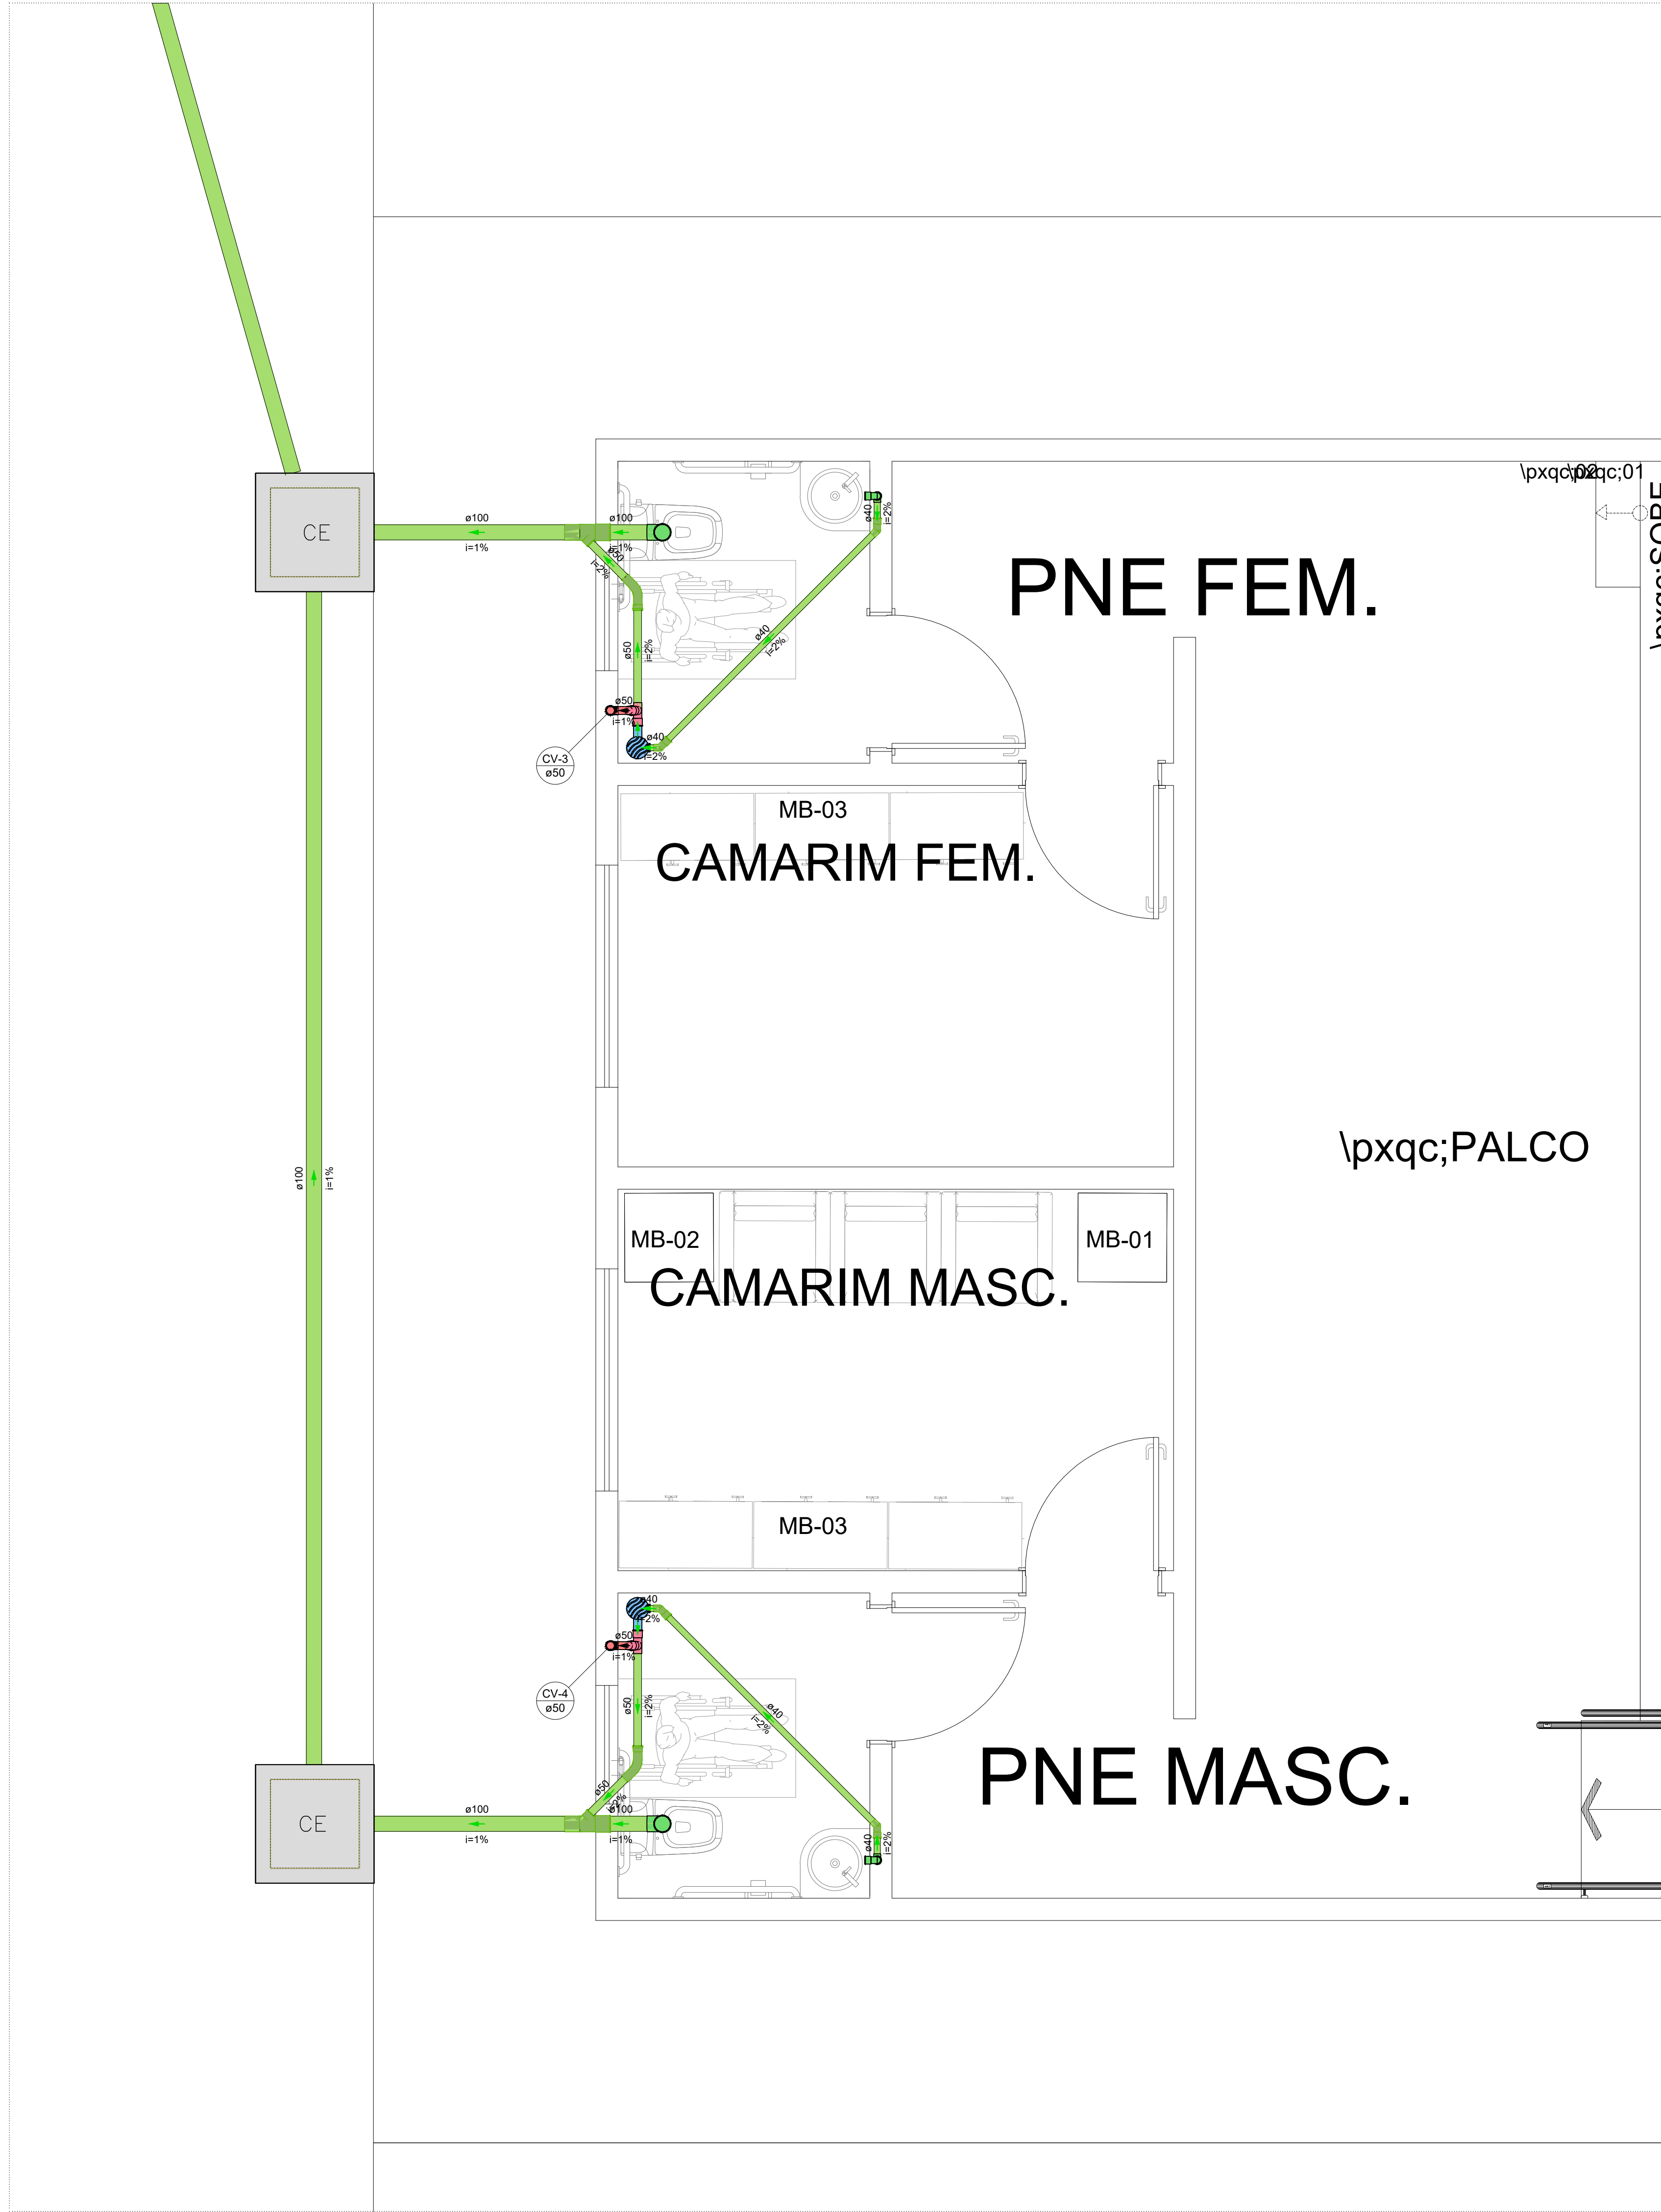 \pxqc;02
\pxqc;01
CE
ø100
i=1%
ø100
i=1%
ø50
i=2%
ø40
i=2%
PNE FEM.
ø40
i=2%
ø50
i=2%
ø50
i=1%
ø40
i=2%
CV-3
ø50
MB-03
CAMARIM FEM.
\pxqc;PALCO
ø100
i=1%
MB-02
MB-01
CAMARIM MASC.
MB-03
ø40
i=2%
ø50
i=1%
CV-4
ø50
ø50
i=2%
ø40
i=2%
PNE MASC.
ø50
i=2%
CE
ø100
i=1%
ø100
i=1%
ø40
i=2%